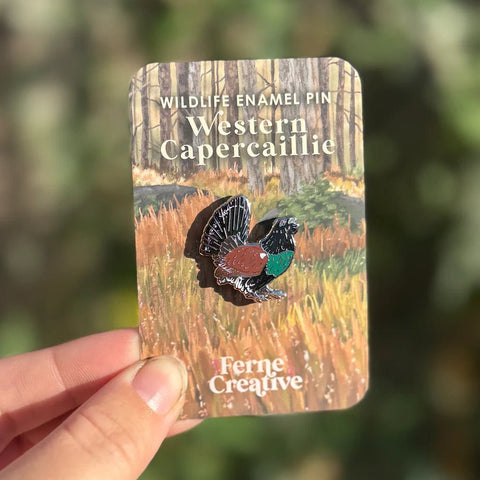 WILDLIFE ENAMEL PIN
Western
Capercaillie
Ferne
Creative